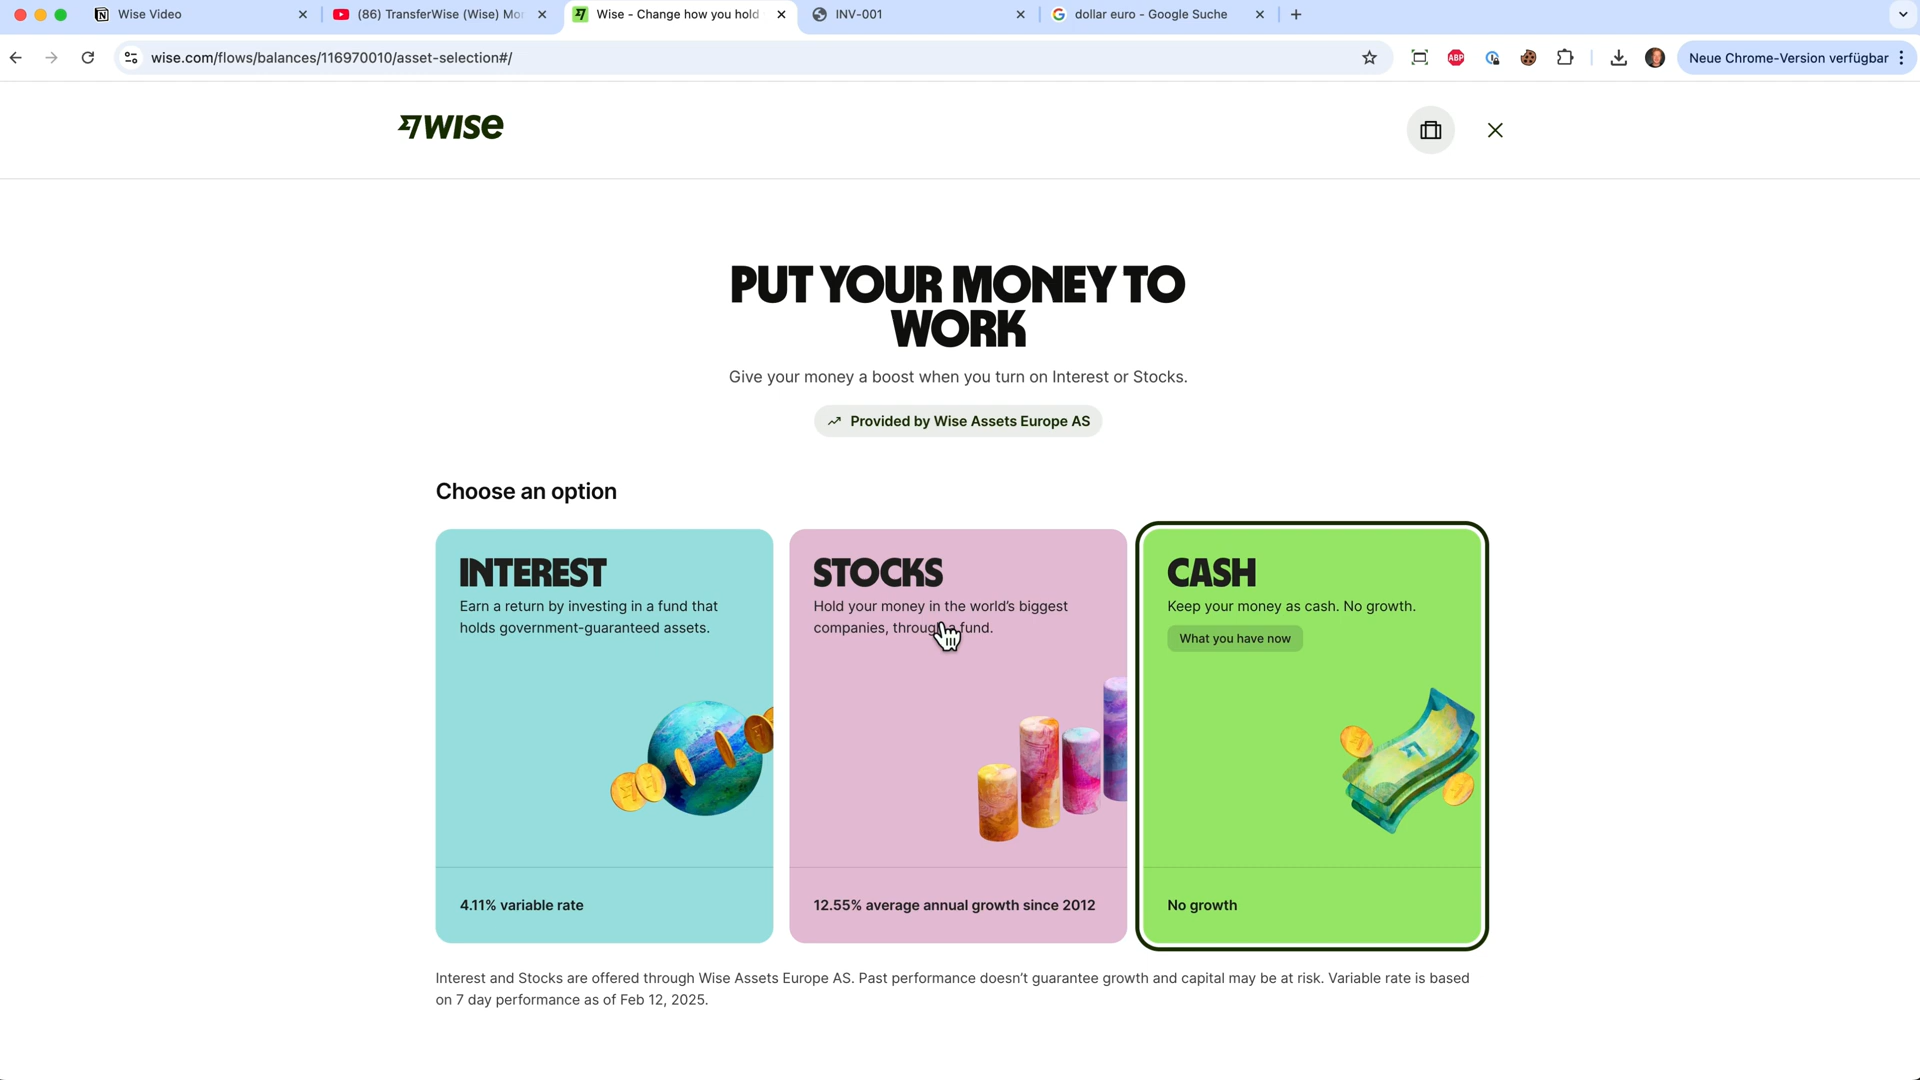 Wise Video
(86) TransferWise (Wise) Mo
Wise - Change how you hold
INV-001
dollar euro - Google Suche
wise.com/flows/balances/116970010/asset-selection#/
ABP
Neue Chrome-Version verfügbar
WISE
PUT YOUR MONEY TO
WORK
Give your money a boost when you turn on Interest or Stocks.
Provided by Wise Assets Europe AS
Choose an option
INTEREST
Earn a return by investing in a fund that
holds government-guaranteed assets.
4.11% variable rate
STOCKS
Hold your money in the world's biggest
companies, through a fund.
12.55% average annual growth since 2012
CASH
Keep your money as cash. No growth.
What you have now
No growth
Interest and Stocks are offered through Wise Assets Europe AS. Past performance doesn't guarantee growth and capital may be at risk. Variable rate is based
on 7 day performance as of Feb 12, 2025.